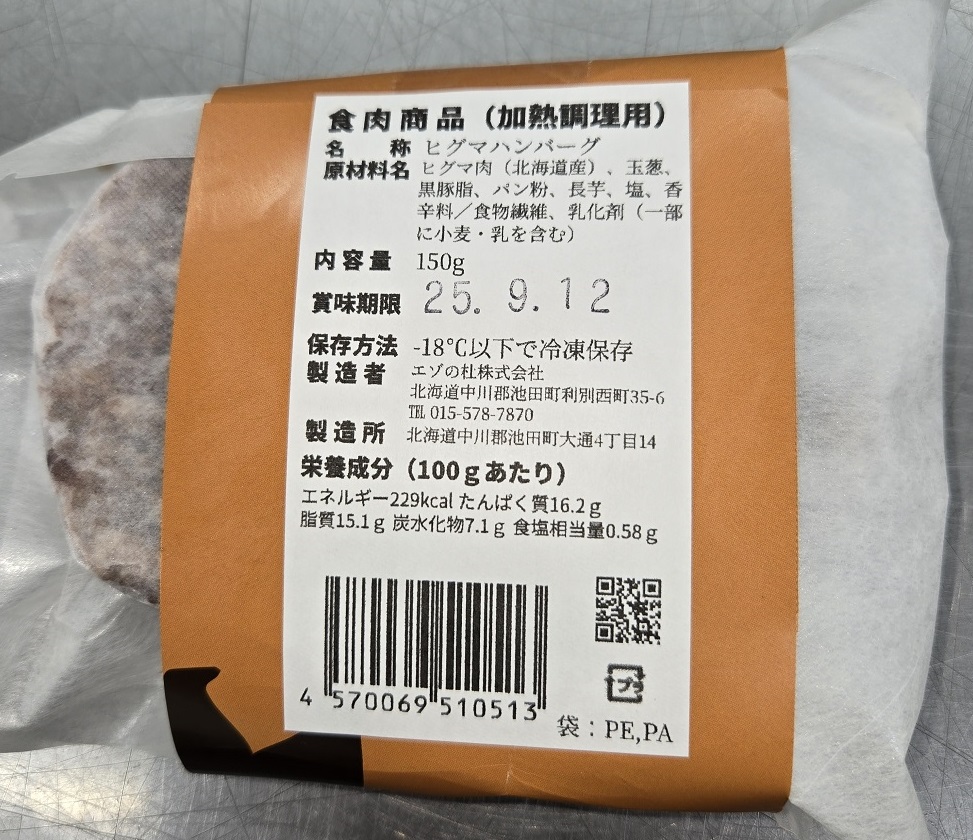 食肉商品（加熱調理用）
名称 ヒグマハンバーグ
原材料名 ヒグマ肉（北海道産）、玉葱、
黒豚脂、パン粉、長芋、塩、香
辛料／食物繊維、乳化剤（一部
に小麦・乳を含む）
内容量 150g
賞味期限 25. 9.12
保存方法 -18℃以下で冷凍保存
製造者 エゾの杜株式会社
北海道中川郡池田町利別西町35-6
℡ 015-578-7870
製造所 北海道中川郡池田町大通4丁目14
栄養成分（100gあたり）
エネルギー229kcal たんぱく質16.2g
脂質15.1g 炭水化物7.1g 食塩相当量0.58g
4 570069 510513
プラ
袋：PE,PA